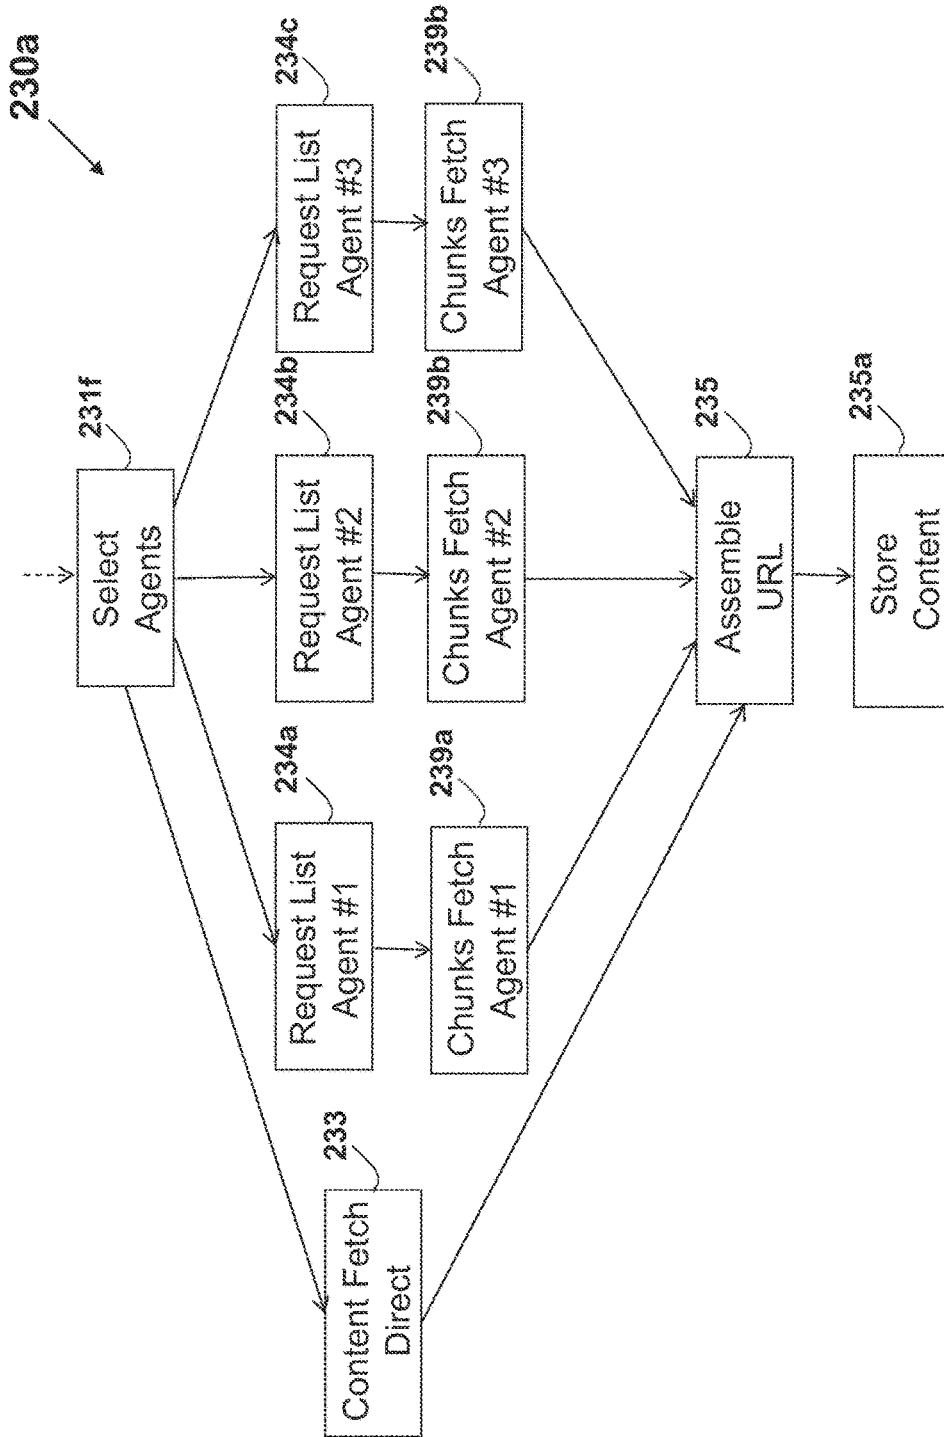 230a
231f
Select
Agents
234a
Request List
Agent #1
234b
Request List
Agent #2
234c
Request List
Agent #3
233
Content Fetch
Direct
239a
Chunks Fetch
Agent #1
239b
Chunks Fetch
Agent #2
239b
Chunks Fetch
Agent #3
235
Assemble
URL
235a
Store
Content